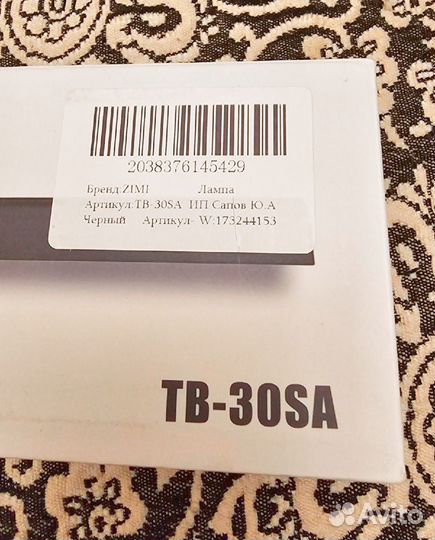 2038376145429
Бренд:ZIMI Лампа
Артикул:TB-30SA ИП Сапов Ю.А
Черный Артикул- W:173244153
TB-30SA
Avito